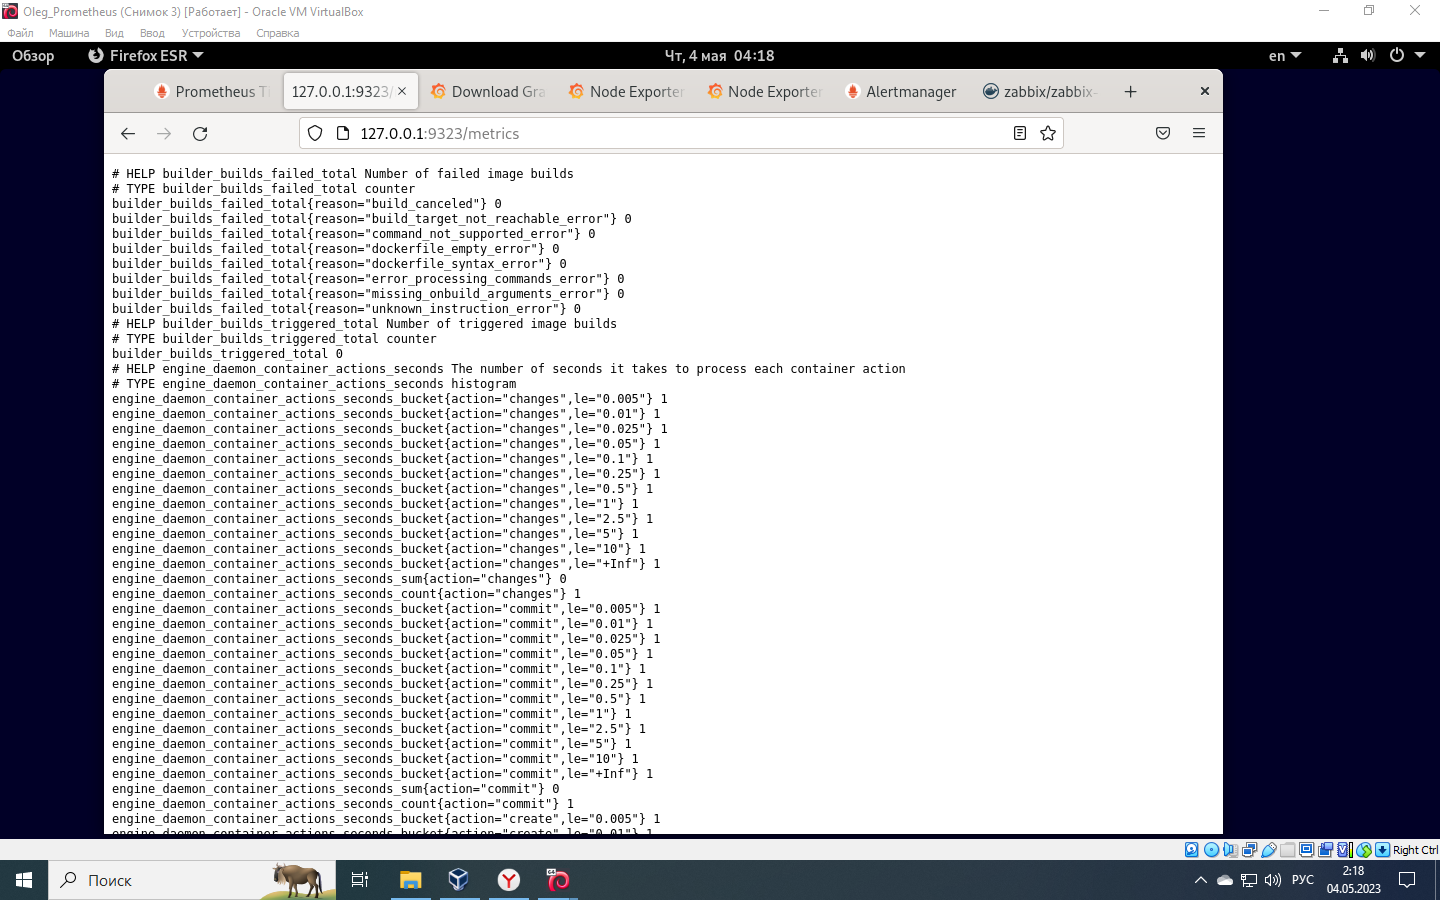 Oleg_Prometheus (Снимок 3) [Работает] - Oracle VM VirtualBox
Файл Машина Вид Ввод Устройства Справка
Обзор Firefox ESR Чт, 4 мая 04:18 en
Prometheus 127.0.0.1:9323/ Download Gra Node Exporter Node Exporter Alertmanager zabbix/zabbix-
127.0.0.1:9323/metrics
# HELP builder_builds_failed_total Number of failed image builds
# TYPE builder_builds_failed_total counter
builder_builds_failed_total{reason="build_canceled"} 0
builder_builds_failed_total{reason="build_target_not_reachable_error"} 0
builder_builds_failed_total{reason="command_not_supported_error"} 0
builder_builds_failed_total{reason="dockerfile_empty_error"} 0
builder_builds_failed_total{reason="dockerfile_syntax_error"} 0
builder_builds_failed_total{reason="error_processing_commands_error"} 0
builder_builds_failed_total{reason="missing_onbuild_arguments_error"} 0
builder_builds_failed_total{reason="unknown_instruction_error"} 0
# HELP builder_builds_triggered_total Number of triggered image builds
# TYPE builder_builds_triggered_total counter
builder_builds_triggered_total 0
# HELP engine_daemon_container_actions_seconds The number of seconds it takes to process each container action
# TYPE engine_daemon_container_actions_seconds histogram
engine_daemon_container_actions_seconds_bucket{action="changes",le="0.005"} 1
engine_daemon_container_actions_seconds_bucket{action="changes",le="0.01"} 1
engine_daemon_container_actions_seconds_bucket{action="changes",le="0.025"} 1
engine_daemon_container_actions_seconds_bucket{action="changes",le="0.05"} 1
engine_daemon_container_actions_seconds_bucket{action="changes",le="0.1"} 1
engine_daemon_container_actions_seconds_bucket{action="changes",le="0.25"} 1
engine_daemon_container_actions_seconds_bucket{action="changes",le="0.5"} 1
engine_daemon_container_actions_seconds_bucket{action="changes",le="1"} 1
engine_daemon_container_actions_seconds_bucket{action="changes",le="2.5"} 1
engine_daemon_container_actions_seconds_bucket{action="changes",le="5"} 1
engine_daemon_container_actions_seconds_bucket{action="changes",le="10"} 1
engine_daemon_container_actions_seconds_bucket{action="changes",le="+Inf"} 1
engine_daemon_container_actions_seconds_sum{action="changes"} 0
engine_daemon_container_actions_seconds_count{action="changes"} 1
engine_daemon_container_actions_seconds_bucket{action="commit",le="0.005"} 1
engine_daemon_container_actions_seconds_bucket{action="commit",le="0.01"} 1
engine_daemon_container_actions_seconds_bucket{action="commit",le="0.025"} 1
engine_daemon_container_actions_seconds_bucket{action="commit",le="0.05"} 1
engine_daemon_container_actions_seconds_bucket{action="commit",le="0.1"} 1
engine_daemon_container_actions_seconds_bucket{action="commit",le="0.25"} 1
engine_daemon_container_actions_seconds_bucket{action="commit",le="0.5"} 1
engine_daemon_container_actions_seconds_bucket{action="commit",le="1"} 1
engine_daemon_container_actions_seconds_bucket{action="commit",le="2.5"} 1
engine_daemon_container_actions_seconds_bucket{action="commit",le="5"} 1
engine_daemon_container_actions_seconds_bucket{action="commit",le="10"} 1
engine_daemon_container_actions_seconds_bucket{action="commit",le="+Inf"} 1
engine_daemon_container_actions_seconds_sum{action="commit"} 0
engine_daemon_container_actions_seconds_count{action="commit"} 1
engine_daemon_container_actions_seconds_bucket{action="create",le="0.005"} 1
engine_daemon_container_actions_seconds_bucket{action="create",le="0.01"} 1
Right Ctrl
Поиск
РУС
2:18
04.05.2023